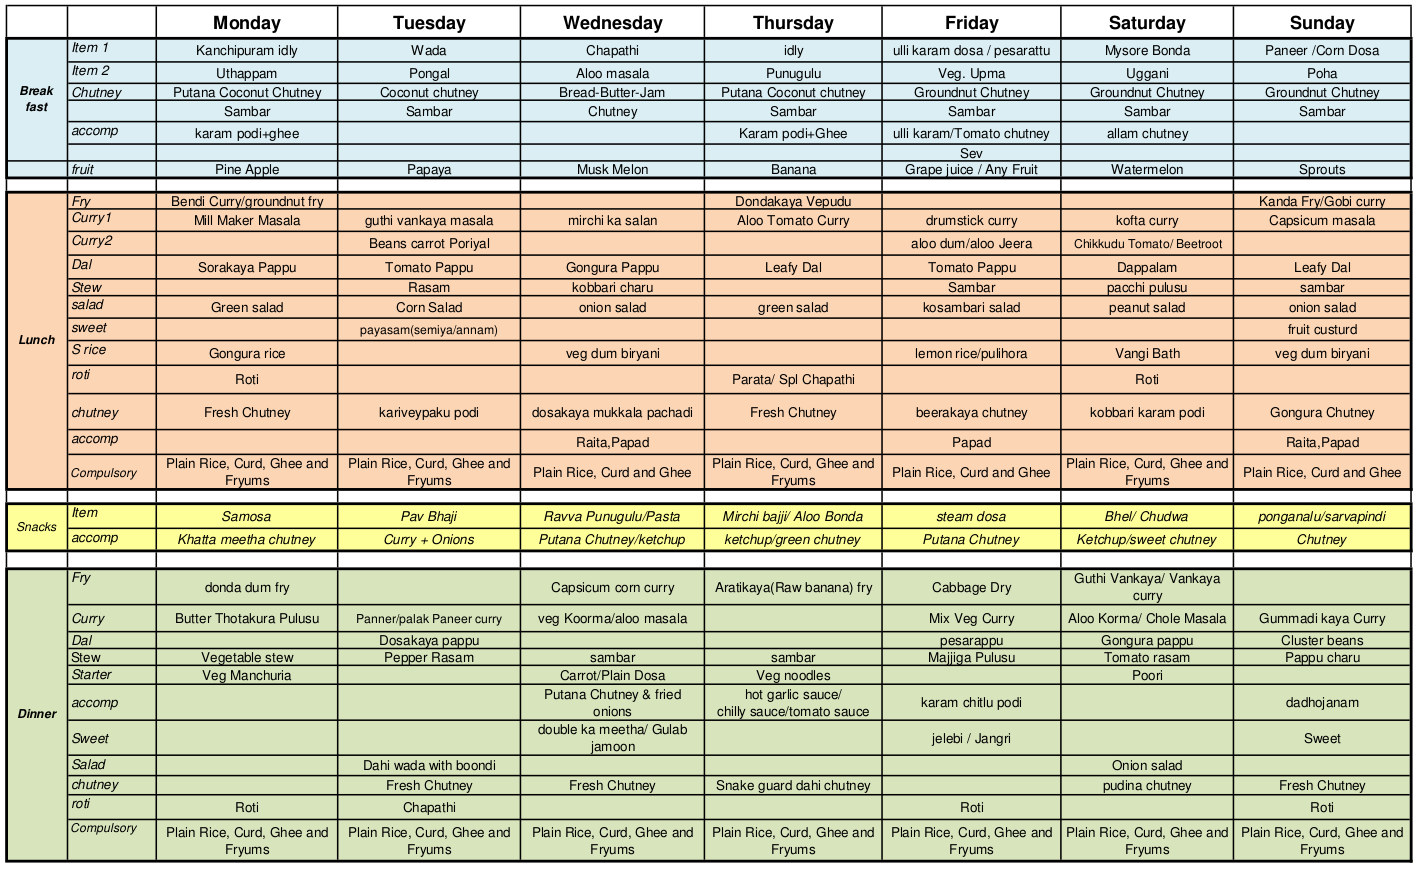 Monday Tuesday Wednesday Thursday Friday Saturday Sunday
Break fast
Item 1 Kanchipuram idly Wada Chapathi idly ulli karam dosa / pesarattu Mysore Bonda Paneer /Corn Dosa
Item 2 Uthappam Pongal Aloo masala Punugulu Veg. Upma Uggani Poha
Chutney Putana Coconut Chutney Coconut chutney Bread-Butter-Jam Putana Coconut chutney Groundnut Chutney Groundnut Chutney Groundnut Chutney
Sambar Sambar Chutney Sambar Sambar Sambar Sambar
accomp karam podi+ghee Karam podi+Ghee ulli karam/Tomato chutney allam chutney
Sev
fruit Pine Apple Papaya Musk Melon Banana Grape juice / Any Fruit Watermelon Sprouts
Lunch
Fry Bendi Curry/groundnut fry Dondakaya Vepudu Kanda Fry/Gobi curry
Curry1 Mill Maker Masala guthi vankaya masala mirchi ka salan Aloo Tomato Curry drumstick curry kofta curry Capsicum masala
Curry2 Beans carrot Poriyal aloo dum/aloo Jeera Chikkudu Tomato/ Beetroot
Dal Sorakaya Pappu Tomato Pappu Gongura Pappu Leafy Dal Tomato Pappu Dappalam Leafy Dal
Stew Rasam kobbari charu Sambar pacchi pulusu sambar
salad Green salad Corn Salad onion salad green salad kosambari salad peanut salad onion salad
sweet payasam(semiya/annam) fruit custurd
S rice Gongura rice veg dum biryani lemon rice/pulihora Vangi Bath veg dum biryani
roti Roti Parata/ Spl Chapathi Roti
chutney Fresh Chutney kariveypaku podi dosakaya mukkala pachadi Fresh Chutney beerakaya chutney kobbari karam podi Gongura Chutney
accomp Raita,Papad Papad Raita,Papad
Compulsory Plain Rice, Curd, Ghee and Fryums Plain Rice, Curd, Ghee and Fryums Plain Rice, Curd and Ghee Plain Rice, Curd, Ghee and Fryums Plain Rice, Curd and Ghee Plain Rice, Curd, Ghee and Fryums Plain Rice, Curd and Ghee
Snacks
Item Samosa Pav Bhaji Ravva Punugulu/Pasta Mirchi bajji/ Aloo Bonda steam dosa Bhel/ Chudwa ponganalu/sarvapindi
accomp Khatta meetha chutney Curry + Onions Putana Chutney/ketchup ketchup/green chutney Putana Chutney Ketchup/sweet chutney Chutney
Dinner
Fry donda dum fry Capsicum corn curry Aratikaya(Raw banana) fry Cabbage Dry Guthi Vankaya/ Vankaya curry
Curry Butter Thotakura Pulusu Panner/palak Paneer curry veg Koorma/aloo masala Mix Veg Curry Aloo Korma/ Chole Masala Gummadi kaya Curry
Dal Dosakaya pappu pesarappu Gongura pappu Cluster beans
Stew Vegetable stew Pepper Rasam sambar sambar Majjiga Pulusu Tomato rasam Pappu charu
Starter Veg Manchuria Carrot/Plain Dosa Veg noodles Poori
accomp Putana Chutney & fried onions hot garlic sauce/ chilly sauce/tomato sauce karam chitlu podi dadhojanam
Sweet double ka meetha/ Gulab jamoon jelebi / Jangri Sweet
Salad Dahi wada with boondi Onion salad
chutney Fresh Chutney Fresh Chutney Snake guard dahi chutney pudina chutney Fresh Chutney
roti Roti Chapathi Roti Roti
Compulsory Plain Rice, Curd, Ghee and Fryums Plain Rice, Curd, Ghee and Fryums Plain Rice, Curd, Ghee and Fryums Plain Rice, Curd, Ghee and Fryums Plain Rice, Curd, Ghee and Fryums Plain Rice, Curd, Ghee and Fryums Plain Rice, Curd, Ghee and Fryums